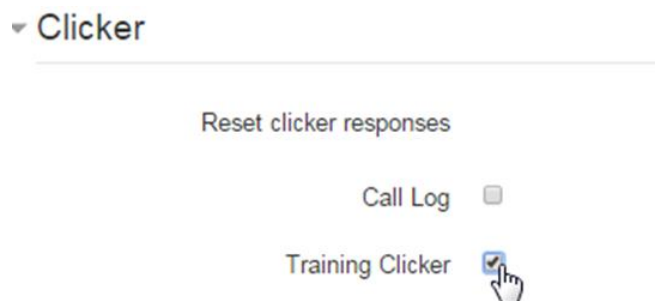 Clicker
Reset clicker responses
Call Log
Training Clicker